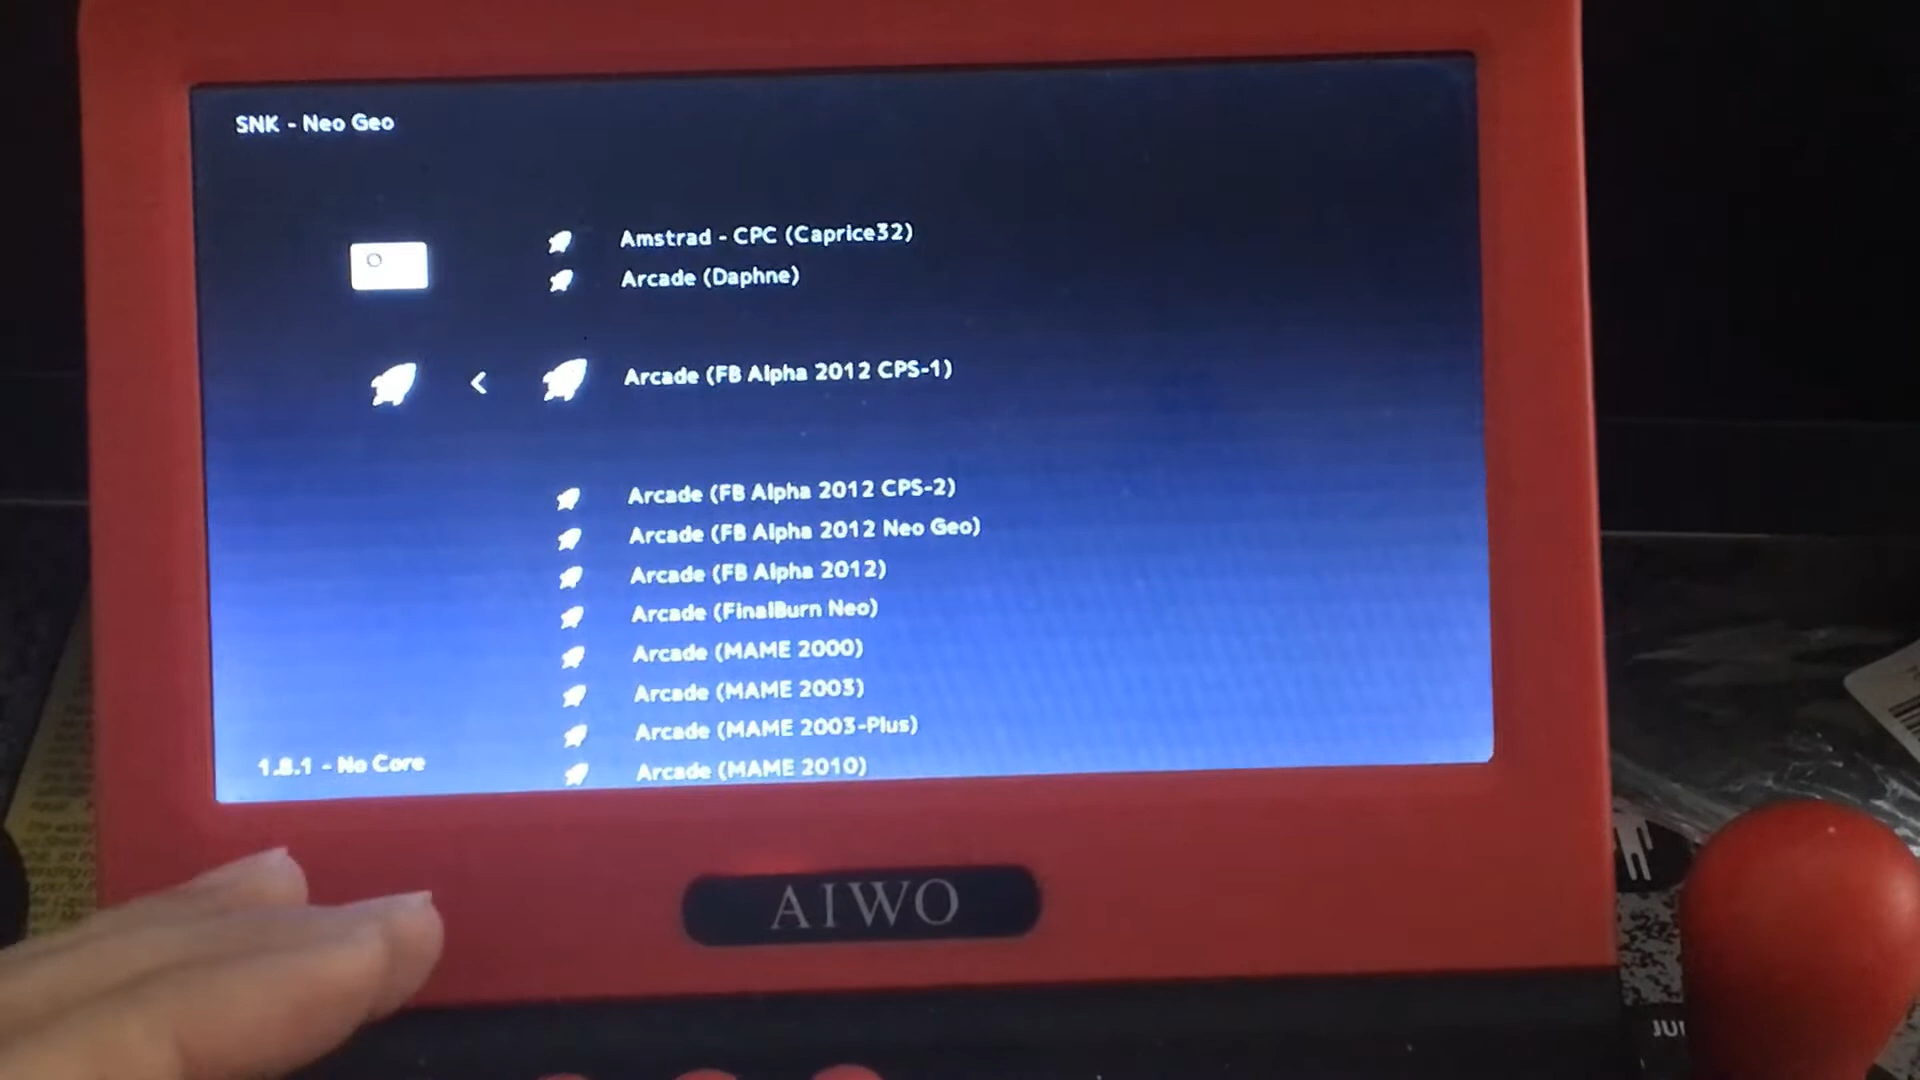 SNK - Neo Geo
Amstrad - CPC (Caprice32)
Arcade (Daphne)
Arcade (FB Alpha 2012 CPS-1)
Arcade (FB Alpha 2012 CPS-2)
Arcade (FB Alpha 2012 Neo Geo)
Arcade (FB Alpha 2012)
Arcade (FinalBurn Neo)
Arcade (MAME 2000)
Arcade (MAME 2003)
Arcade (MAME 2003-Plus)
1.8.1 - No Core
Arcade (MAME 2010)
AIWO